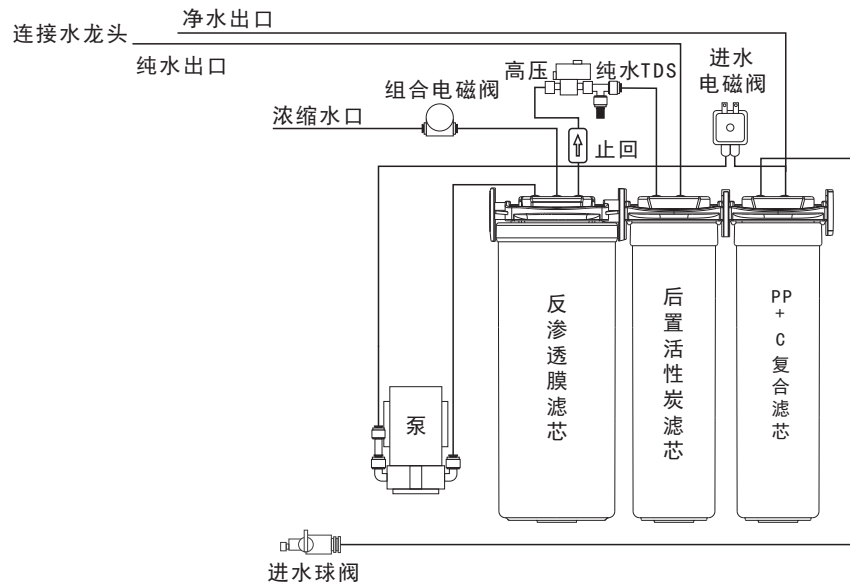 净水出口
连接水龙头
纯水出口
高压
纯水TDS
进水
电磁阀
组合电磁阀
浓缩水口
止回
反渗透膜滤芯
后置活性炭滤芯
PP+C复合滤芯
泵
进水球阀